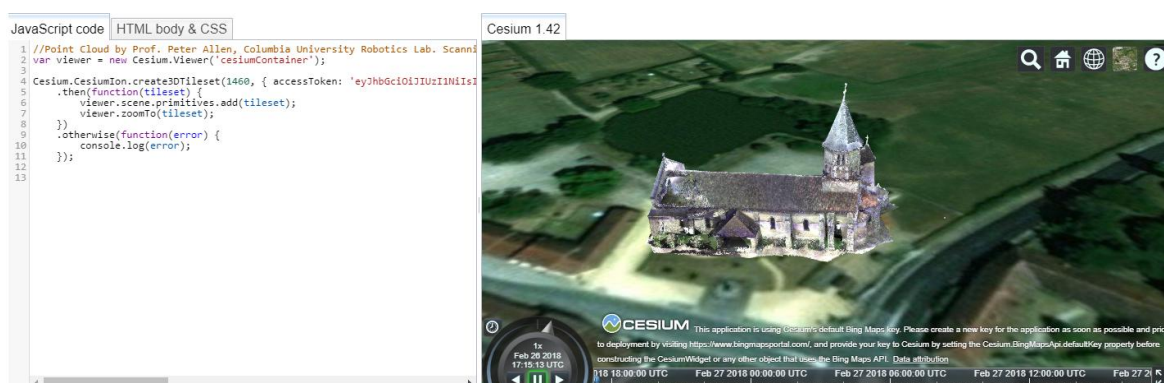 JavaScript code
HTML body & CSS
1 //Point Cloud by Prof. Peter Allen, Columbia University Robotics Lab. Scanni
2 var viewer = new Cesium.Viewer('cesiumContainer');
3
4 Cesium.CesiumIon.create3DTileset(1460, { accessToken: 'eyJhbGciOiJIUzI1NiIsI
5 .then(function(tileset) {
6 viewer.scene.primitives.add(tileset);
7 viewer.zoomTo(tileset);
8 })
9 .otherwise(function(error) {
10 console.log(error);
11 });
12
13
Cesium 1.42
?
CESIUM This application is using Cesium's default Bing Maps key. Please create a new key for the application as soon as possible and prio
to deployment by visiting https://www.bingmapsportal.com/, and provide your key to Cesium by setting the Cesium.BingMapsApi.defaultKey property before
constructing the CesiumWidget or any other object that uses the Bing Maps API. Data attribution
1x
Feb 26 2018
17:15:13 UTC
018 18:00:00 UTC Feb 27 2018 00:00:00 UTC Feb 27 2018 06:00:00 UTC Feb 27 2018 12:00:00 UTC Feb 27 2